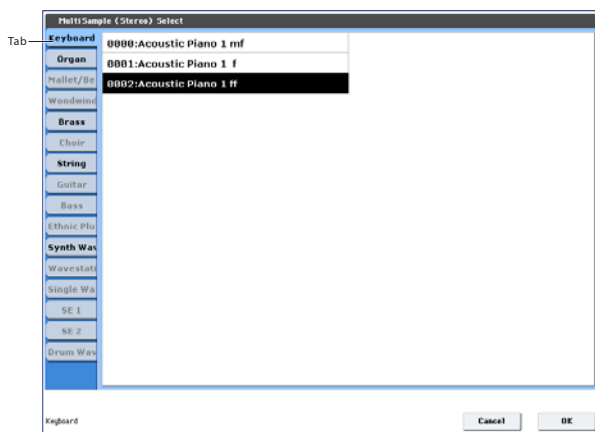 MultiSample (Stereo) Select
Tab
Keyboard
0000:Acoustic Piano 1 mf
Organ
0001:Acoustic Piano 1 f
Mallet/Be
0002:Acoustic Piano 1 ff
Woodwind
Brass
Choir
String
Guitar
Bass
Ethnic Plu
Synth Wav
Wavestati
Single Wa
SE 1
SE 2
Drum Wav
Keyboard
Cancel
OK